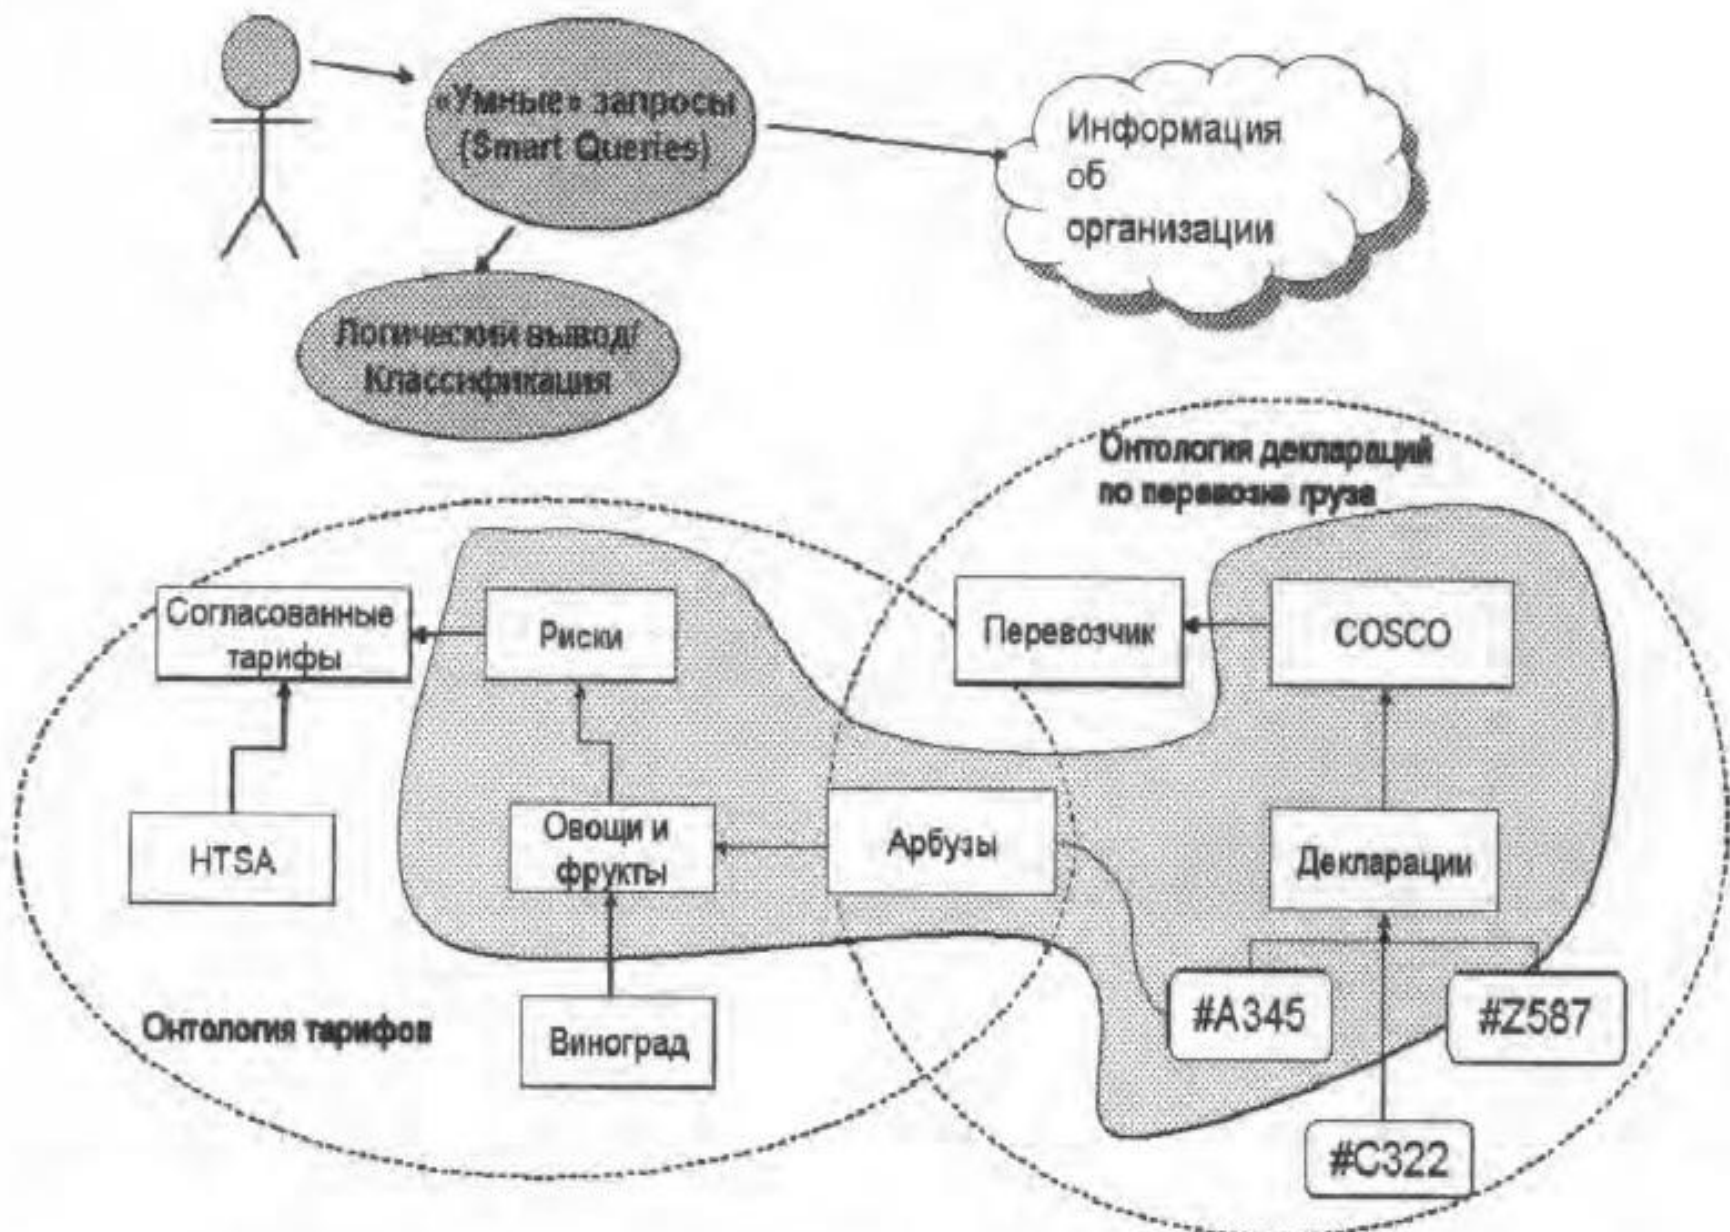 «Умные» запросы
(Smart Queries)
Информация
об
организации
Логический вывод/
Классификация
Онтология деклараций
по перевозке груза
Согласованные
тарифы
Риски
Перевозчик
COSCO
HTSA
Овощи и
фрукты
Арбузы
Декларации
Онтология тарифов
Виноград
#A345
#Z587
#C322